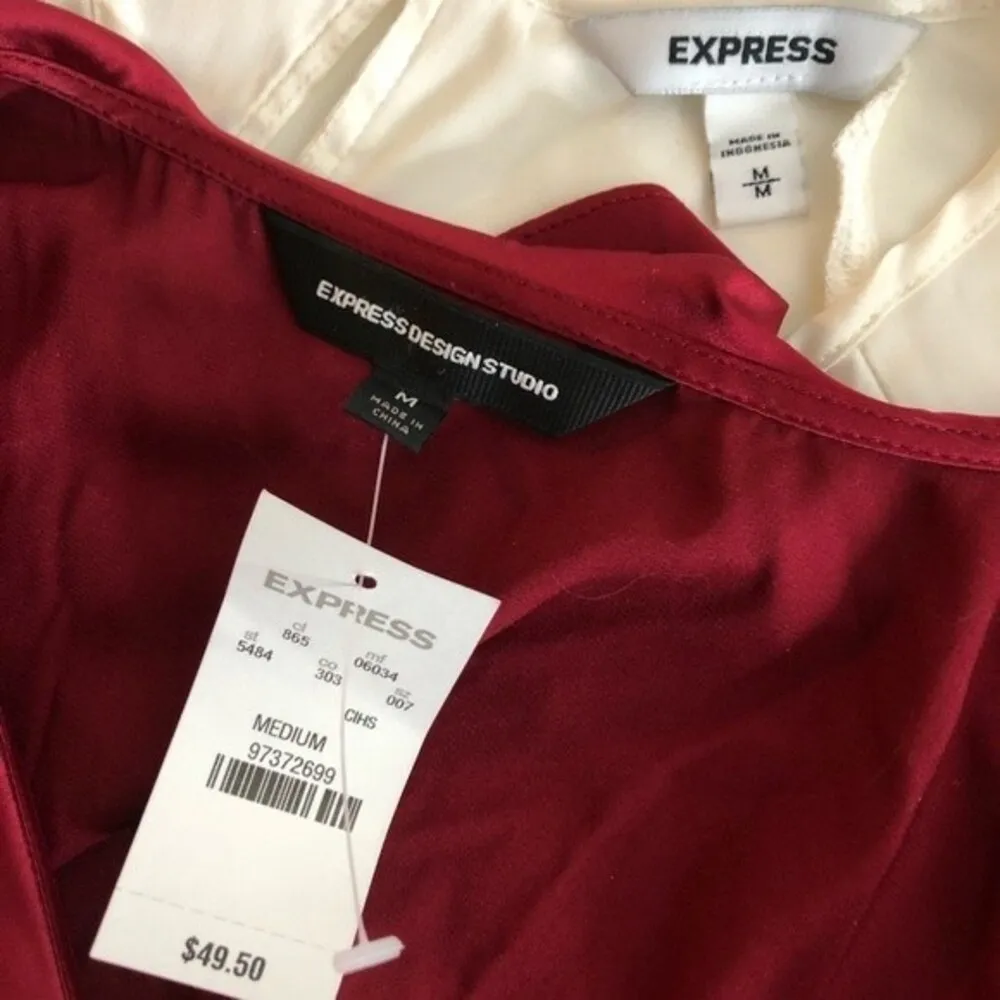 EXPRESS
MADE IN
INDONESIA
M
M
EXPRESS DESIGN STUDIO
M
MADE IN
CHINA
EXPRESS
st cl co mf sz
5484 865 303 06034 007
CIHS
MEDIUM
97372699
$49.50